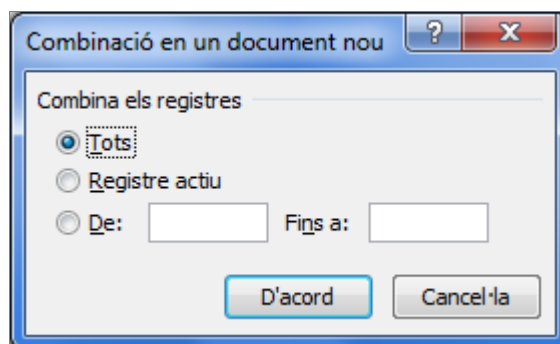 Combinació en un document nou
Combina els registres
Tots
Registre actiu
De: Fins a:
D'acord Cancel·la